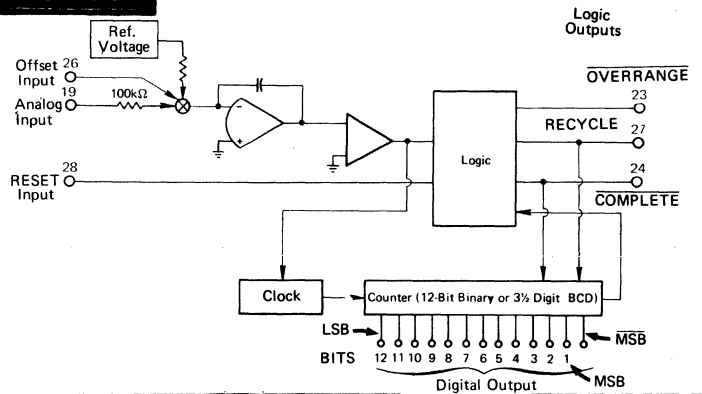 Ref.
Voltage
Logic
Outputs
Offset 26
Input
19
Analog 100kΩ
Input
OVERRANGE
23
RECYCLE 27
Logic
28
RESET
Input
24
COMPLETE
Clock
Counter (12-Bit Binary or 3½ Digit BCD)
LSB
MSB
BITS 12 11 10 9 8 7 6 5 4 3 2 1
MSB
Digital Output